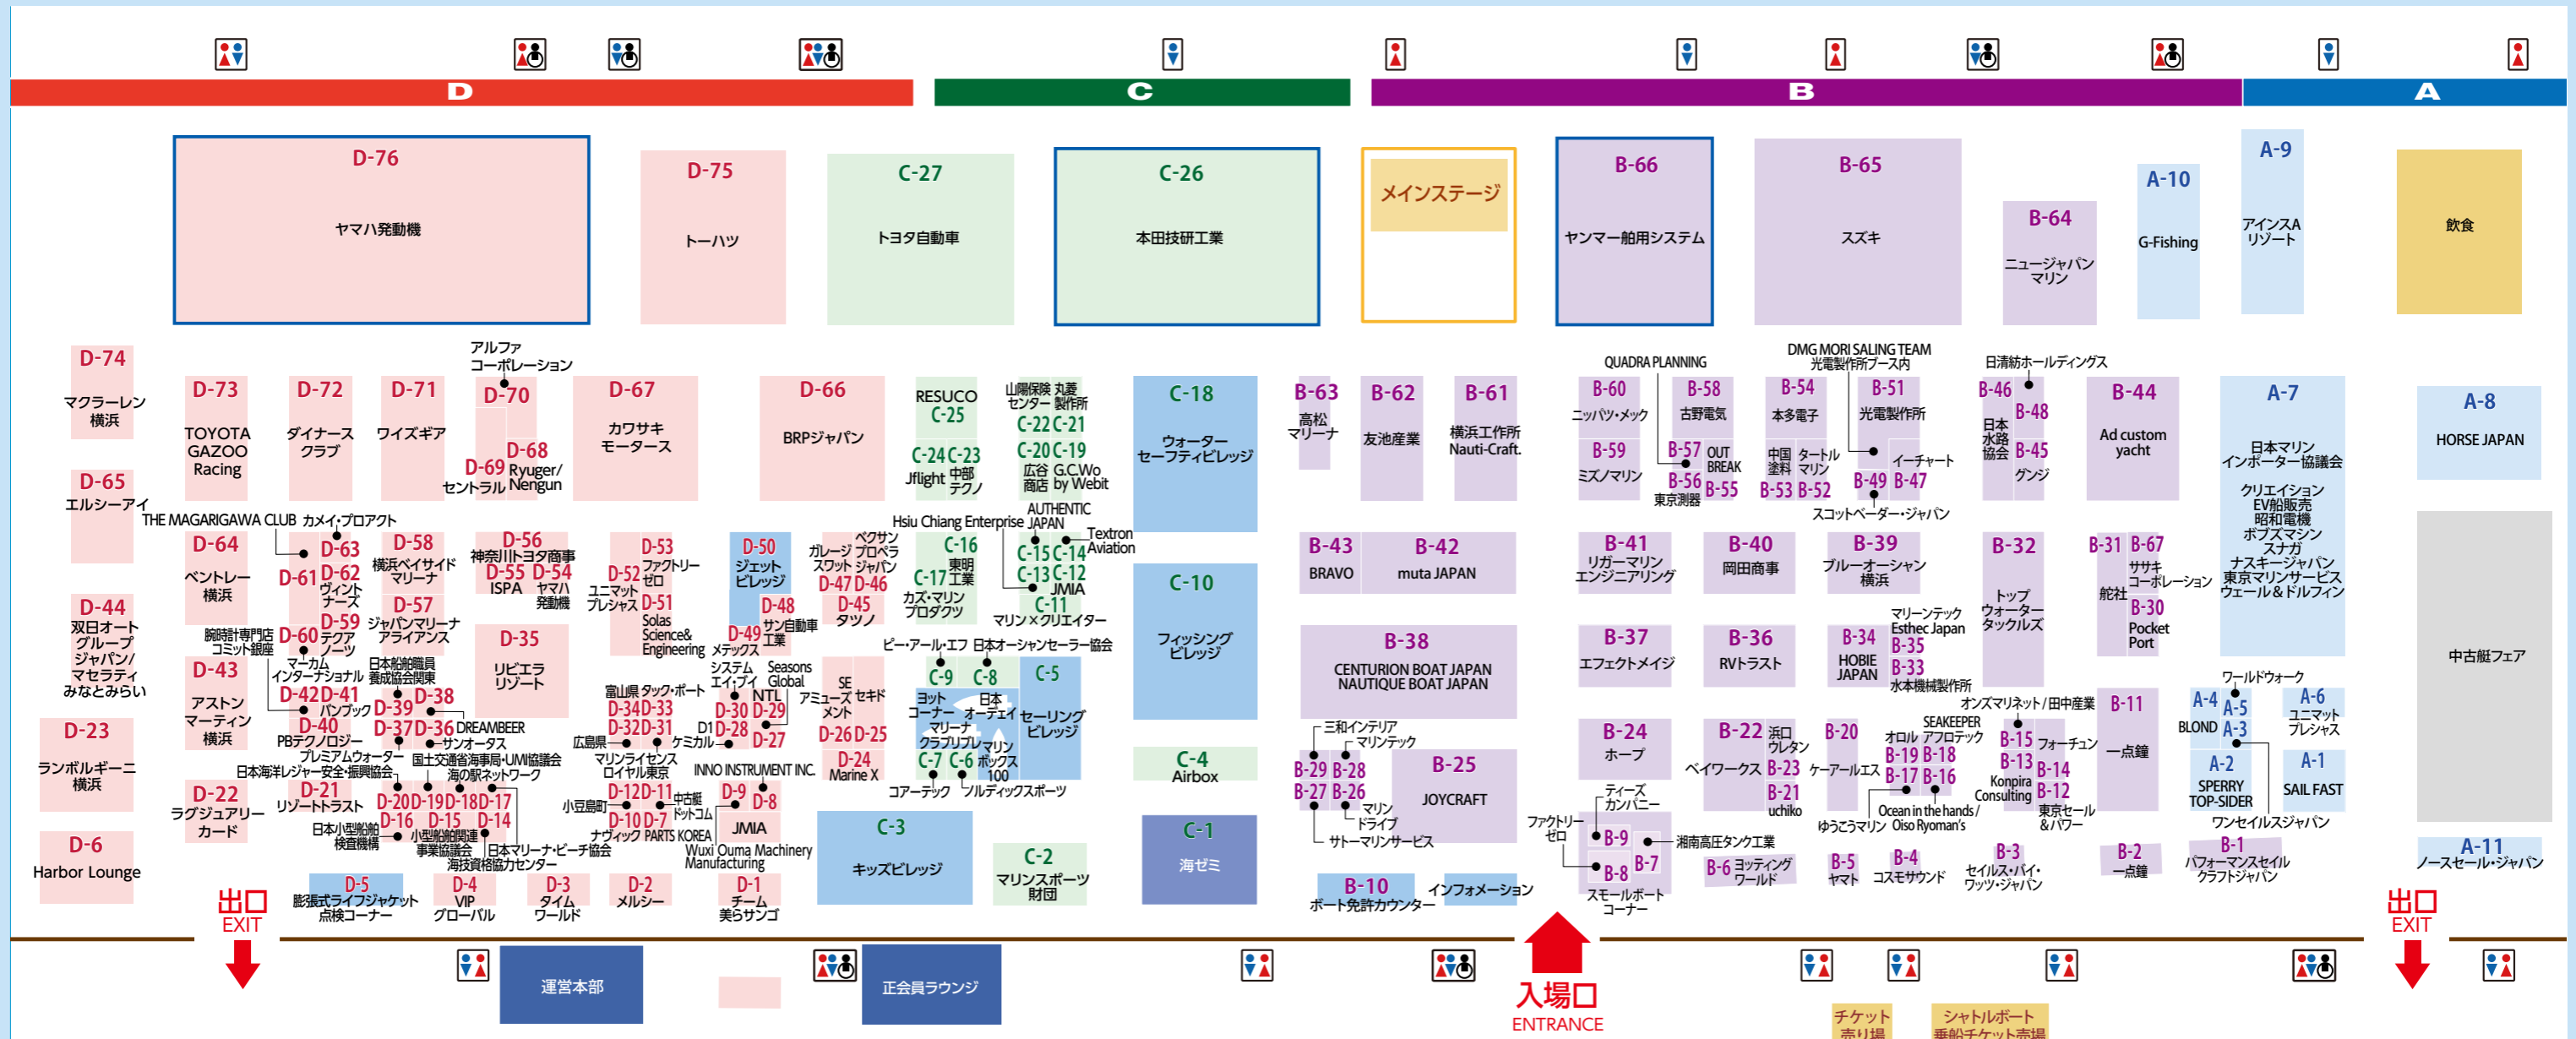 D
C
B
A
D-76
ヤマハ発動機
D-75
トーハツ
C-27
トヨタ自動車
C-26
本田技研工業
メインステージ
B-66
ヤンマー舶用システム
B-65
スズキ
B-64
ニュージャパン
マリン
A-10
G-Fishing
A-9
アインスA
リゾート
飲食
D-74
マクラーレン
横浜
D-73
TOYOTA
GAZOO
Racing
D-72
ダイナース
クラブ
D-71
ワイズギア
アルファ
コーポレーション
D-70
D-69
セントラル
D-68
Ryuger/
Nengun
D-67
カワサキ
モータース
D-66
BRPジャパン
RESUCO
C-25
C-24
Jflight
C-23
中部
テクノ
山陽保険
センター
丸菱
製作所
C-22
C-21
C-20
C-19
広谷
商店
G.C.Wo
by Webit
C-18
ウォーター
セーフティビレッジ
B-63
高松
マリーナ
B-62
友池産業
B-61
横浜工作所
Nauti-Craft.
B-60
ニッパツ・メック
B-59
ミズノマリン
QUADRA PLANNING
B-58
古野電気
B-57
B-56
東京測器
OUT
BREAK
B-55
B-54
本多電子
中国
塗料
B-53
タートル
マリン
B-52
DMG MORI SALING TEAM
光電製作所ブース内
B-51
光電製作所
イーチャート
B-49
B-47
スコットベーダー・ジャパン
日清紡ホールディングス
B-46
日本
水路
協会
B-48
B-45
グンジ
B-44
Ad custom
yacht
A-7
日本マリン
インポーター協議会
クリエイション
EV船販売
昭和電機
ボブズマシン
スナガ
ナスキージャパン
東京マリンサービス
ウェール＆ドルフィン
A-8
HORSE JAPAN
D-65
エルシーアイ
THE MAGARIGAWA CLUB
カメイ・プロアクト
D-64
ベントレー
横浜
D-63
D-61
D-62
ヴィント
ナーズ
D-60
D-59
テクア
ノーツ
マーカム
インターナショナル
D-58
横浜ベイサイド
マリーナ
D-57
ジャパンマリーナ
アライアンス
D-56
神奈川トヨタ商事
D-55
ISPA
D-54
ヤマハ
発動機
D-53
ファクトリー
ゼロ
D-52
ユニマット
プレシャス
D-51
Solas
Science&
Engineering
D-50
ジェット
ビレッジ
D-49
メテックス
D-48
サン自動車
工業
ガレージ
スワット
ベクサン
プロペラ
ジャパン
D-47
D-46
D-45
タツノ
Hsiu Chiang Enterprise
AUTHENTIC
JAPAN
Textron
Aviation
C-17
カズ・マリン
プロダクツ
C-16
東明
工業
C-15
C-14
C-13
C-12
JMIA
C-11
マリン×クリエイター
C-10
フィッシング
ビレッジ
B-43
BRAVO
B-42
muta JAPAN
B-41
リガーマリン
エンジニアリング
B-40
岡田商事
B-39
ブルーオーシャン
横浜
B-32
トップ
ウォーター
タックルズ
B-31
舵社
B-67
ササキ
コーポレーション
B-30
Pocket
Port
中古艇フェア
D-44
双日オート
グループ
ジャパン/
マセラティ
みなとみらい
腕時計専門店
コミット銀座
D-43
アストン
マーティン
横浜
D-42
D-41
バンブック
D-40
PBテクノロジー
日本船舶職員
養成協会関東
D-39
D-38
DREAMBEER
D-37
プレミアムウォーター
D-36
サンオータス
D-35
リビエラ
リゾート
富山県
D-34
タック・ポート
D-33
広島県
D-32
D-31
マリンライセンス
ロイヤル東京
システム
エイ・ブイ
D-30
Seasons
Global
NTL
D-29
D1
ケミカル
D-28
D-27
SE
アミューズ
メント
D-26
セキド
D-25
D-24
Marine X
ピー・アール・エフ
日本オーシャンセーラー協会
C-9
C-8
ヨット
コーナー
日本
オーテェイ
マリーナ
クラブリブレ
マリン
ボックス
100
C-7
C-6
コアーテック
ノルディックスポーツ
C-5
セーリング
ビレッジ
C-4
Airbox
B-38
CENTURION BOAT JAPAN
NAUTIQUE BOAT JAPAN
B-37
エフェクトメイジ
B-36
RVトラスト
B-34
HOBIE
JAPAN
マリーンテック
Esthec Japan
B-35
B-33
水本機械製作所
三和インテリア
マリンテック
B-29
B-28
B-27
B-26
マリン
ドライブ
サトーマリンサービス
B-25
JOYCRAFT
B-24
ホープ
B-22
ベイワークス
浜口
ウレタン
B-23
B-21
uchiko
B-20
ケーアールエス
オロル
SEAKEEPER
アフロテック
B-19
B-18
B-17
B-16
ゆうこうマリン
Ocean in the hands /
Oiso Ryoman's
オンズマリネット / 田中産業
B-15
フォーチュン
B-13
Konpira
Consulting
B-14
B-12
東京セール
＆パワー
B-11
一点鐘
ワールドウォーク
A-4
BLOND
A-5
A-3
A-6
ユニマット
プレシャス
A-2
SPERRY
TOP-SIDER
A-1
SAIL FAST
ワンセイルスジャパン
D-23
ランボルギーニ
横浜
D-22
ラグジュアリー
カード
日本海洋レジャー安全・振興協会
D-21
リゾートトラスト
国土交通省海事局・UMI協議会
海の駅ネットワーク
D-20
D-19
D-18
D-17
D-16
日本小型船舶
検査機構
D-15
小型船舶関連
事業協議会
D-14
日本マリーナ・ビーチ協会
海技資格協力センター
小豆島町
D-12
D-11
中古艇
ドットコム
D-10
ナヴィック
D-7
PARTS KOREA
INNO INSTRUMENT INC.
D-9
D-8
JMIA
Wuxi Ouma Machinery
Manufacturing
D-6
Harbor Lounge
D-5
膨張式ライフジャケット
点検コーナー
D-4
VIP
グローバル
D-3
タイム
ワールド
D-2
メルシー
D-1
チーム
美らサンゴ
C-3
キッズビレッジ
C-2
マリンスポーツ
財団
C-1
海ゼミ
B-10
ボート免許カウンター
インフォメーション
ティーズ
カンパニー
ファクトリー
ゼロ
B-9
B-8
B-7
湘南高圧タンク工業
スモールボート
コーナー
B-6
ヨッティング
ワールド
B-5
ヤマト
B-4
コスモサウンド
B-3
セイルス・バイ・
ワッツ・ジャパン
B-2
一点鐘
B-1
パフォーマンスセイル
クラフトジャパン
A-11
ノースセール・ジャパン
出口
EXIT
出口
EXIT
運営本部
正会員ラウンジ
入場口
ENTRANCE
チケット
売り場
シャトルボート
乗船チケット売場